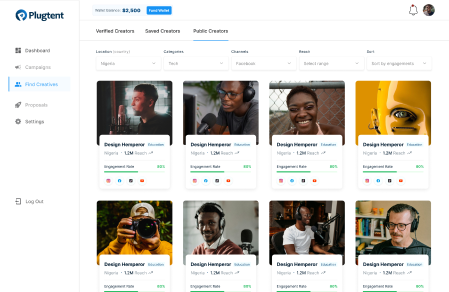 Plugtent
Wallet balance: $2,500
Fund Wallet
Dashboard
Campaigns
Find Creatives
Proposals
Settings
Log Out
Verified Creators
Saved Creators
Public Creators
Location (country)
Categories
Channels
Reach
Sort
Nigeria
Tech
Facebook
Select range
Sort by engagements
Design Hemperor Education
Nigeria • 1.2M Reach
Engagement Rate 80%
Design Hemperor Education
Nigeria • 1.2M Reach
Engagement Rate 80%
Design Hemperor Education
Nigeria • 1.2M Reach
Engagement Rate 80%
Design Hemperor Education
Nigeria • 1.2M Reach
Engagement Rate 80%
Design Hemperor Education
Nigeria • 1.2M Reach
Engagement Rate 80%
Design Hemperor Education
Nigeria • 1.2M Reach
Engagement Rate 80%
Design Hemperor Education
Nigeria • 1.2M Reach
Engagement Rate 80%
Design Hemperor Education
Nigeria • 1.2M Reach
Engagement Rate 80%